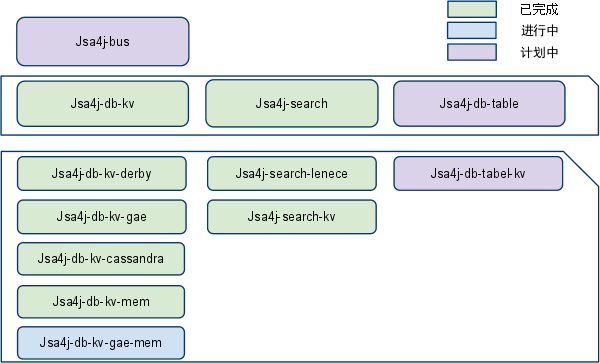 已完成
进行中
计划中
Jsa4j-bus
Jsa4j-db-kv
Jsa4j-search
Jsa4j-db-table
Jsa4j-db-kv-derby
Jsa4j-search-lenece
Jsa4j-db-tabel-kv
Jsa4j-db-kv-gae
Jsa4j-search-kv
Jsa4j-db-kv-cassandra
Jsa4j-db-kv-mem
Jsa4j-db-kv-gae-mem